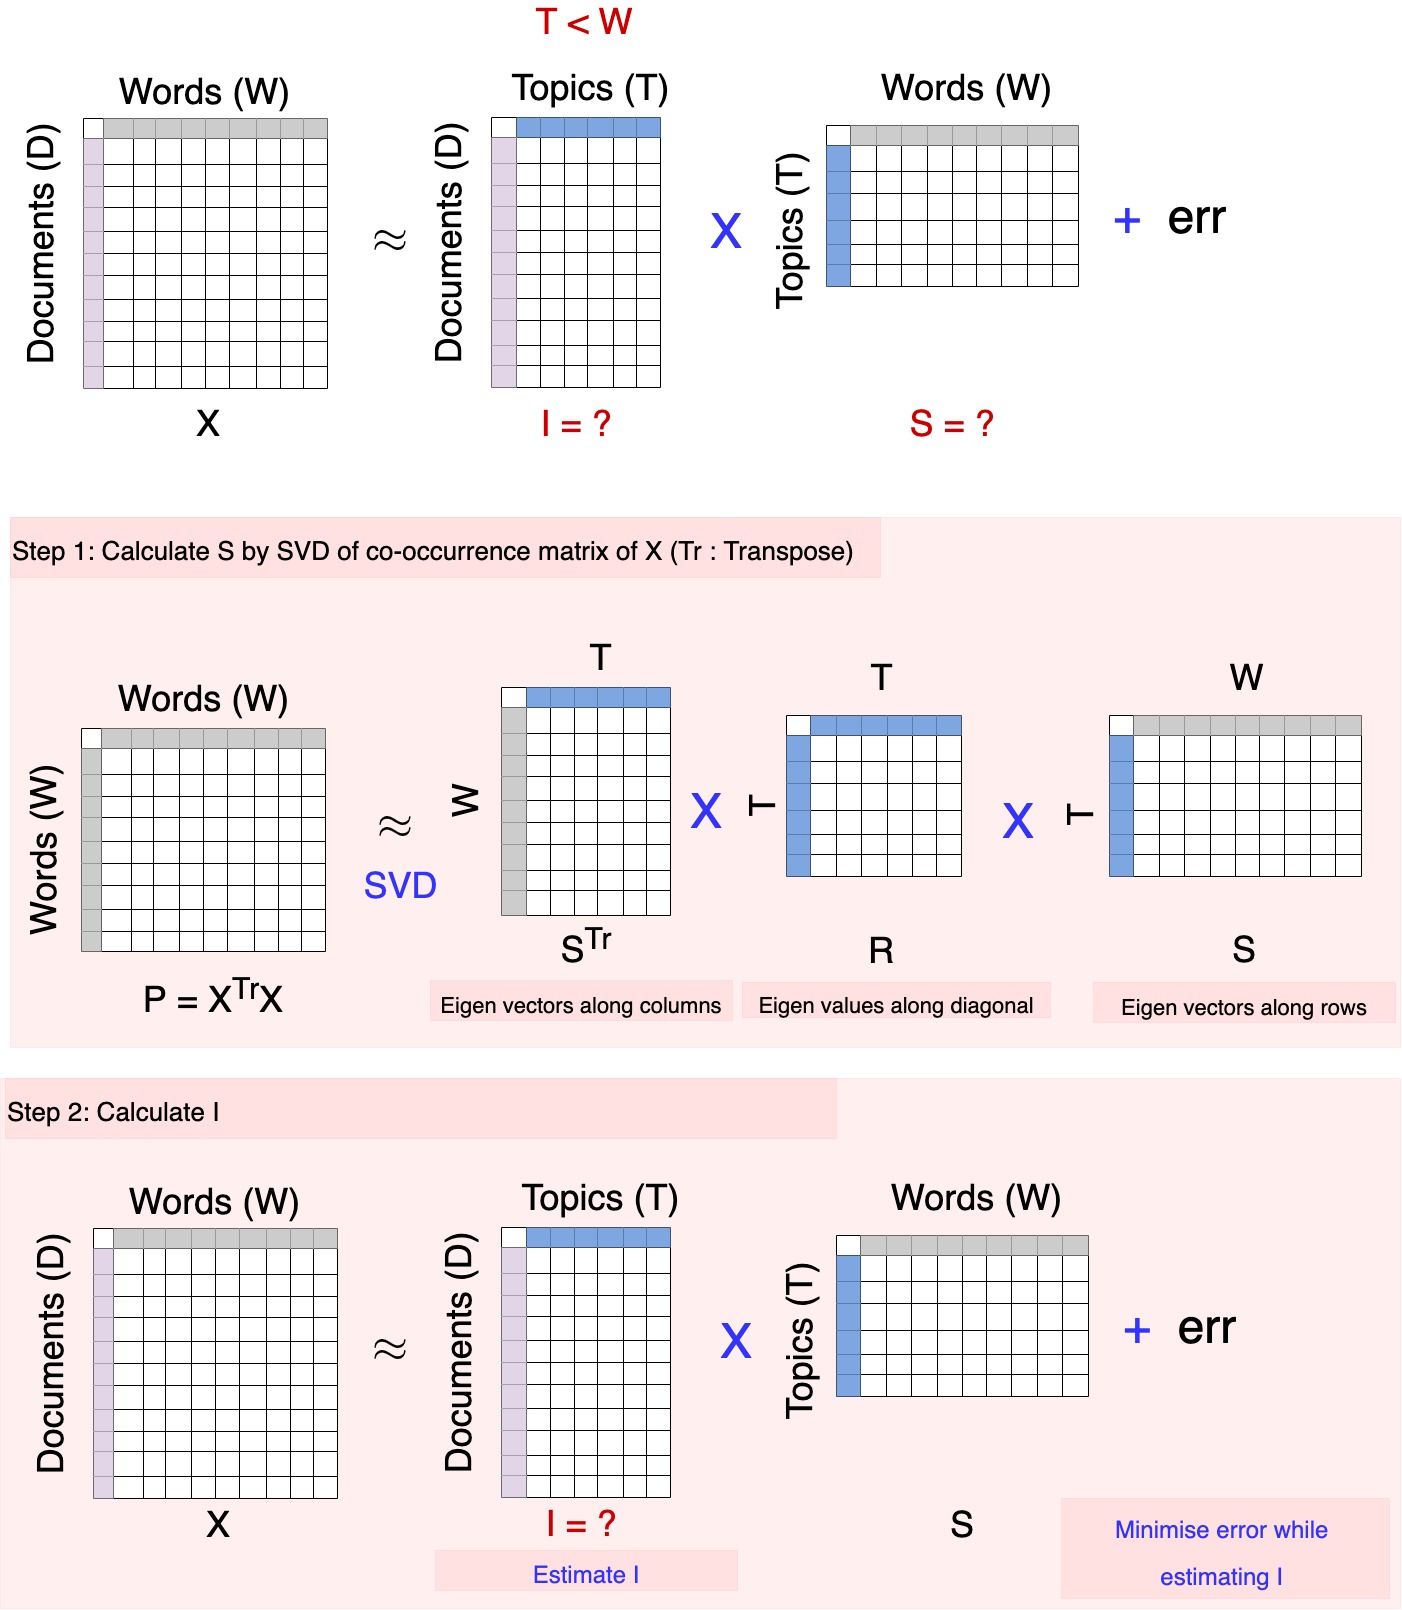 T < W
Words (W)
Topics (T)
Words (W)
Documents (D)
≈
Documents (D)
X
Topics (T)
+ err
X
I = ?
S = ?
Step 1: Calculate S by SVD of co-occurrence matrix of X (Tr : Transpose)
Words (W)
T
T
W
Words (W)
≈
SVD
W
X
T
X
T
P = XᵀʳX
Sᵀʳ
R
S
Eigen vectors along columns
Eigen values along diagonal
Eigen vectors along rows
Step 2: Calculate I
Words (W)
Topics (T)
Words (W)
Documents (D)
≈
Documents (D)
X
Topics (T)
+ err
X
I = ?
S
Estimate I
Minimise error while
estimating I